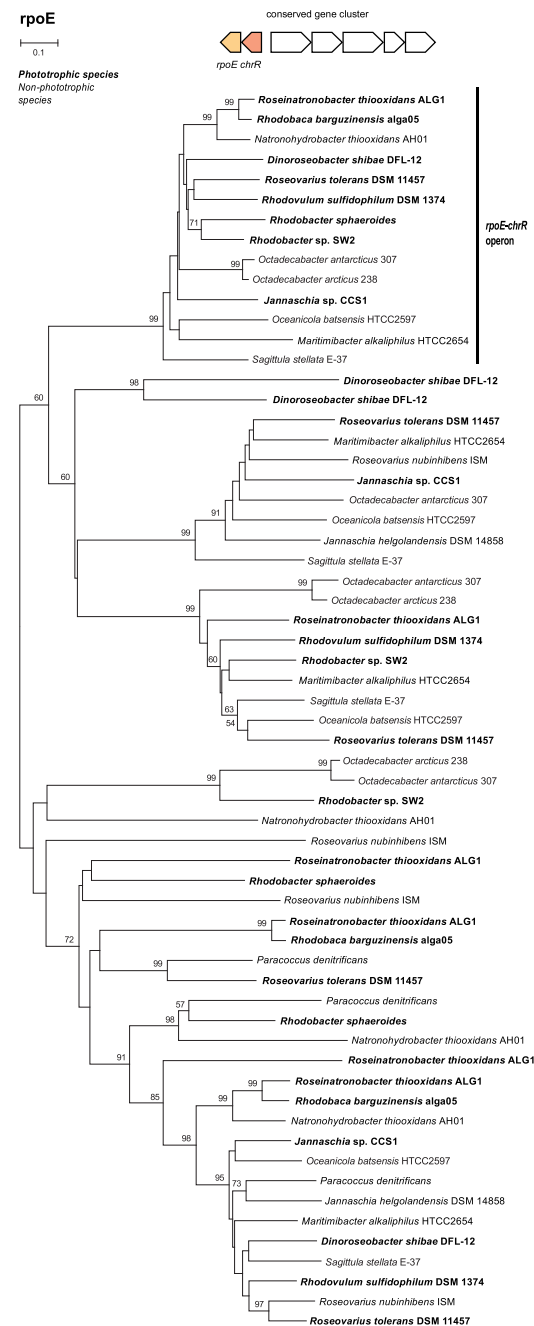 rpoE
conserved gene cluster
0.1
rpoE chrR
Phototrophic species
Non-phototrophic
species
99
Roseinatronobacter thiooxidans ALG1
99
Rhodobaca barguzinensis alga05
Natronohydrobacter thiooxidans AH01
Dinoroseobacter shibae DFL-12
Roseovarius tolerans DSM 11457
Rhodovulum sulfidophilum DSM 1374
71
Rhodobacter sphaeroides
rpoE-chrR
operon
Rhodobacter sp. SW2
99
Octadecabacter antarcticus 307
Octadecabacter arcticus 238
Jannaschia sp. CCS1
99
Oceanicola batsensis HTCC2597
Maritimibacter alkaliphilus HTCC2654
Sagittula stellata E-37
98
Dinoroseobacter shibae DFL-12
60
Dinoroseobacter shibae DFL-12
Roseovarius tolerans DSM 11457
Maritimibacter alkaliphilus HTCC2654
Roseovarius nubinhibens ISM
60
Jannaschia sp. CCS1
Octadecabacter antarcticus 307
91
Oceanicola batsensis HTCC2597
99
Jannaschia helgolandensis DSM 14858
Sagittula stellata E-37
99
Octadecabacter antarcticus 307
Octadecabacter arcticus 238
99
Roseinatronobacter thiooxidans ALG1
Rhodovulum sulfidophilum DSM 1374
60
Rhodobacter sp. SW2
Maritimibacter alkaliphilus HTCC2654
Sagittula stellata E-37
63
Oceanicola batsensis HTCC2597
54
Roseovarius tolerans DSM 11457
99
Octadecabacter arcticus 238
99
Octadecabacter antarcticus 307
Rhodobacter sp. SW2
Natronohydrobacter thiooxidans AH01
Roseovarius nubinhibens ISM
Roseinatronobacter thiooxidans ALG1
Rhodobacter sphaeroides
Roseovarius nubinhibens ISM
99
Roseinatronobacter thiooxidans ALG1
72
Rhodobaca barguzinensis alga05
99
Paracoccus denitrificans
Roseovarius tolerans DSM 11457
57
Paracoccus denitrificans
98
Rhodobacter sphaeroides
Natronohydrobacter thiooxidans AH01
91
Roseinatronobacter thiooxidans ALG1
99
Roseinatronobacter thiooxidans ALG1
85
99
Rhodobaca barguzinensis alga05
Natronohydrobacter thiooxidans AH01
98
Jannaschia sp. CCS1
Oceanicola batsensis HTCC2597
95
73
Paracoccus denitrificans
Jannaschia helgolandensis DSM 14858
Maritimibacter alkaliphilus HTCC2654
Dinoroseobacter shibae DFL-12
Sagittula stellata E-37
Rhodovulum sulfidophilum DSM 1374
97
Roseovarius nubinhibens ISM
Roseovarius tolerans DSM 11457